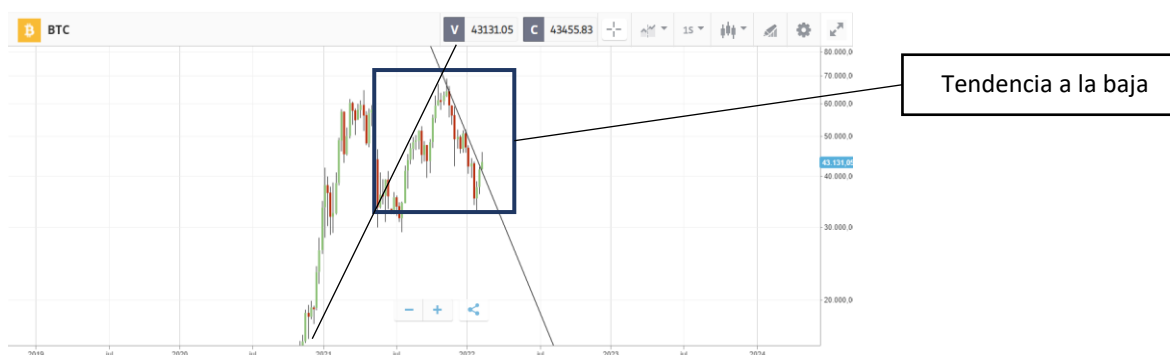 BTC
V 43131.05 C 43455.83 1S
80.000,0
70.000,0
Tendencia a la baja
60.000,0
50.000,0
43.131,05
40.000,0
30.000,0
20.000,0
2019 jul 2020 jul 2021 jul 2022 jul 2023 jul 2024